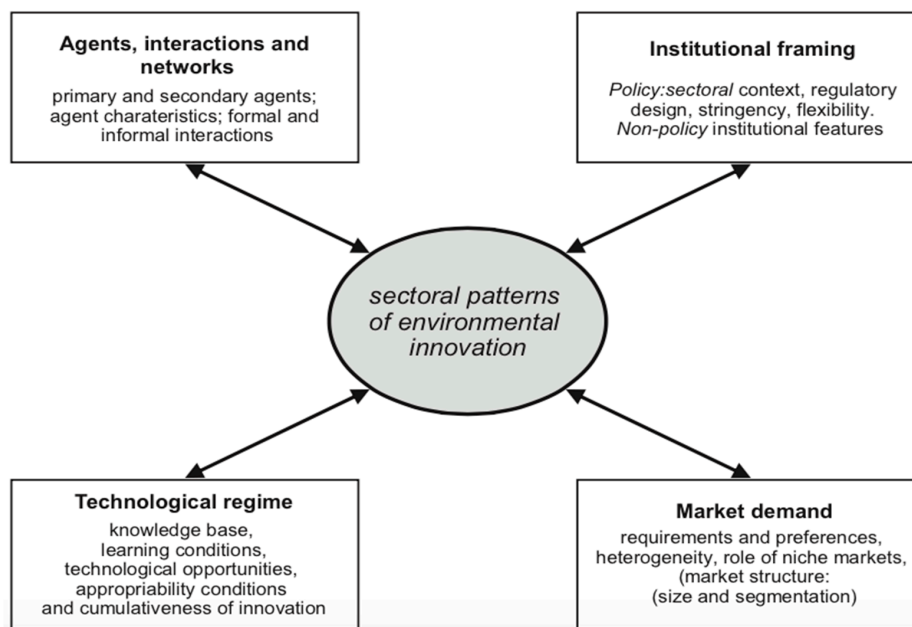 Agents, interactions and
networks
primary and secondary agents;
agent charateristics; formal and
informal interactions
Institutional framing
Policy:sectoral context, regulatory
design, stringency, flexibility.
Non-policy institutional features
sectoral patterns
of environmental
innovation
Technological regime
knowledge base,
learning conditions,
technological opportunities,
appropriability conditions
and cumulativeness of innovation
Market demand
requirements and preferences,
heterogeneity, role of niche markets,
(market structure:
(size and segmentation)